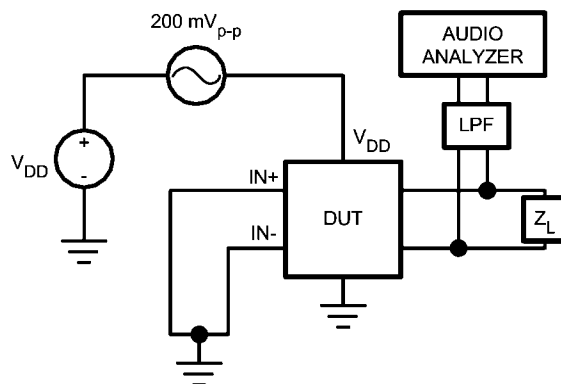 200 mVp-p
AUDIO
ANALYZER
LPF
VDD
+
-
VDD
IN+
DUT
IN-
ZL